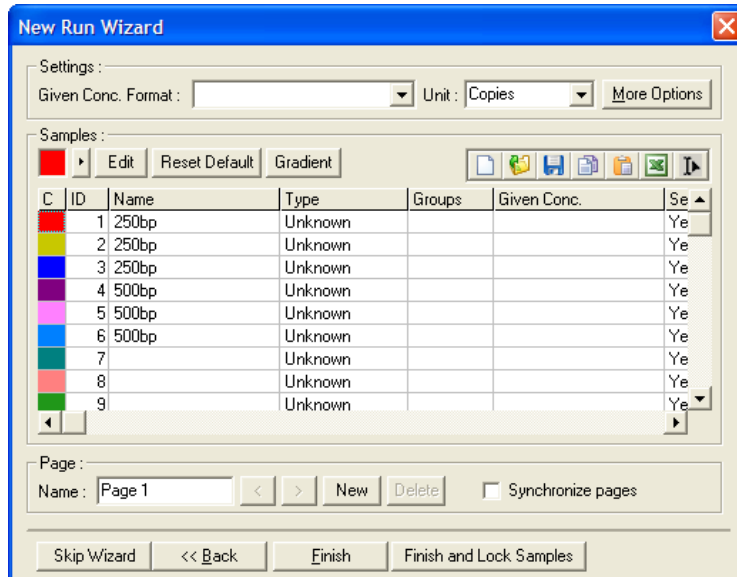 New Run Wizard
Settings :
Given Conc. Format : Unit : Copies More Options
Samples :
Edit Reset Default Gradient
C ID Name Type Groups Given Conc. Se
1 250bp Unknown Ye
2 250bp Unknown Ye
3 250bp Unknown Ye
4 500bp Unknown Ye
5 500bp Unknown Ye
6 500bp Unknown Ye
7 Unknown Ye
8 Unknown Ye
9 Unknown Ye
Page :
Name : Page 1 < > New Delete Synchronize pages
Skip Wizard << Back Finish Finish and Lock Samples